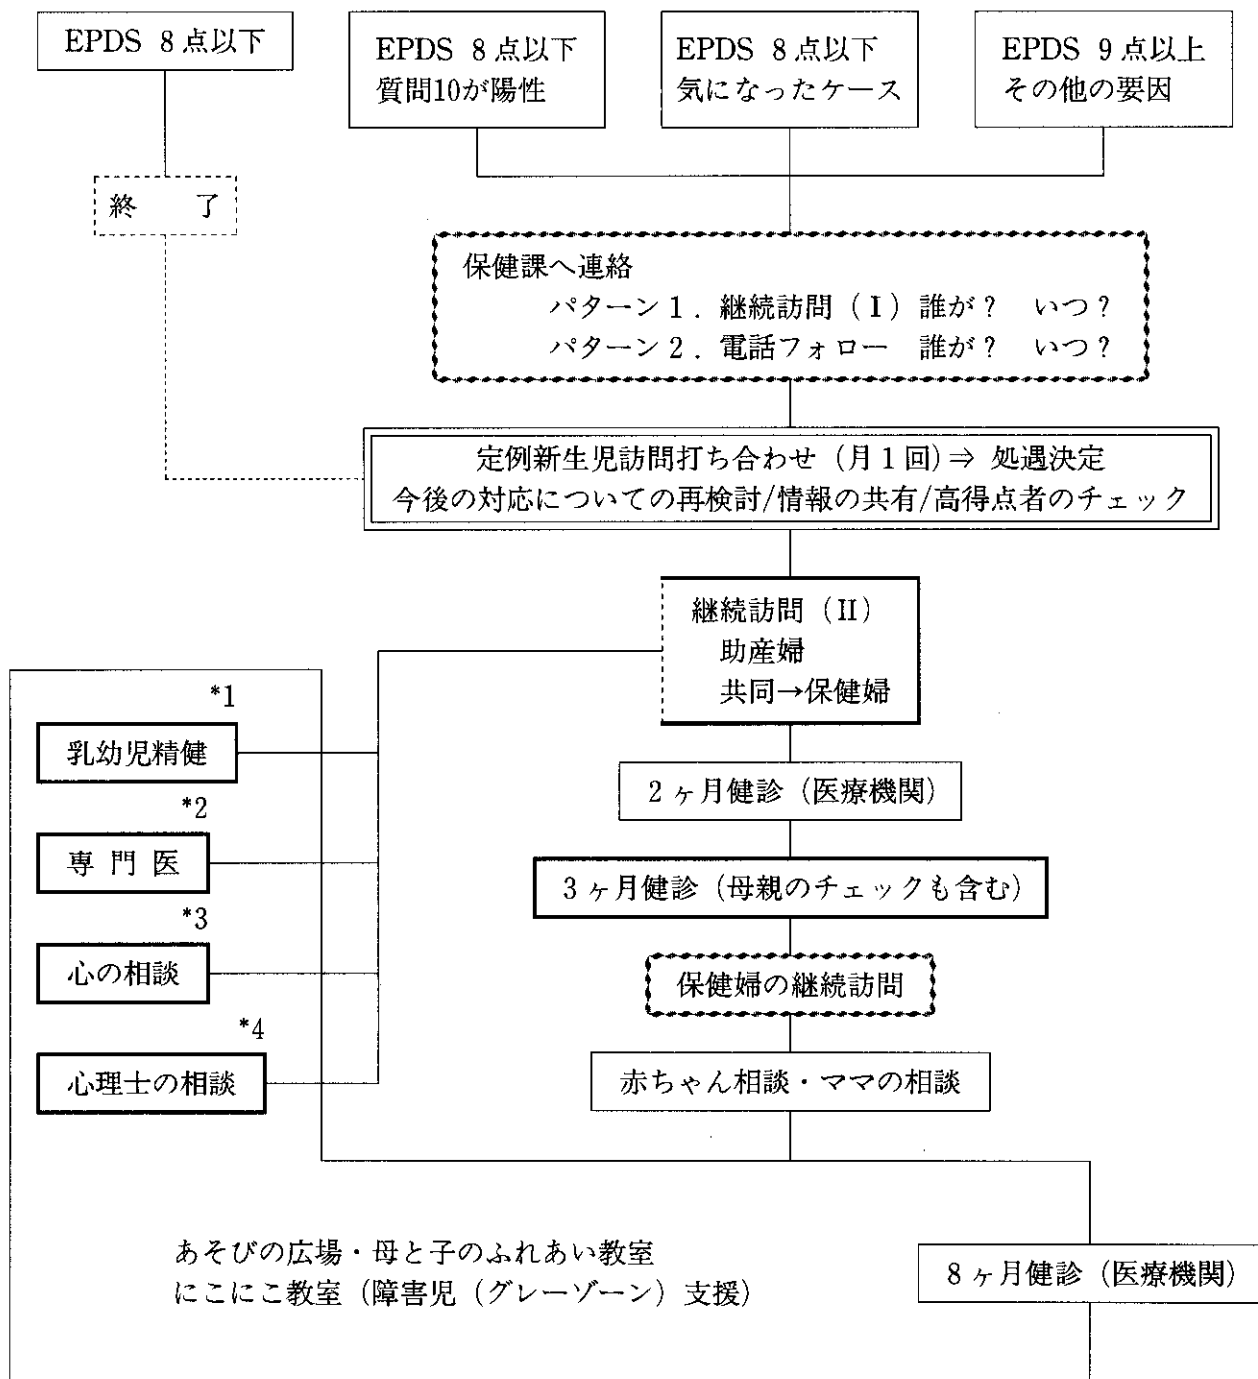 EPDS 8点以下
EPDS 8点以下
質問10が陽性
EPDS 8点以下
気になったケース
EPDS 9点以上
その他の要因
終 了
保健課へ連絡
パターン1．継続訪問（I）誰が？ いつ？
パターン2．電話フォロー 誰が？ いつ？
定例新生児訪問打ち合わせ（月1回）⇒ 処遇決定
今後の対応についての再検討/情報の共有/高得点者のチェック
継続訪問（II）
助産婦
共同→保健婦
*1
乳幼児精健
*2
専 門 医
*3
心の相談
*4
心理士の相談
2ヶ月健診（医療機関）
3ヶ月健診（母親のチェックも含む）
保健婦の継続訪問
赤ちゃん相談・ママの相談
あそびの広場・母と子のふれあい教室
にこにこ教室（障害児（グレーゾーン）支援）
8ヶ月健診（医療機関）